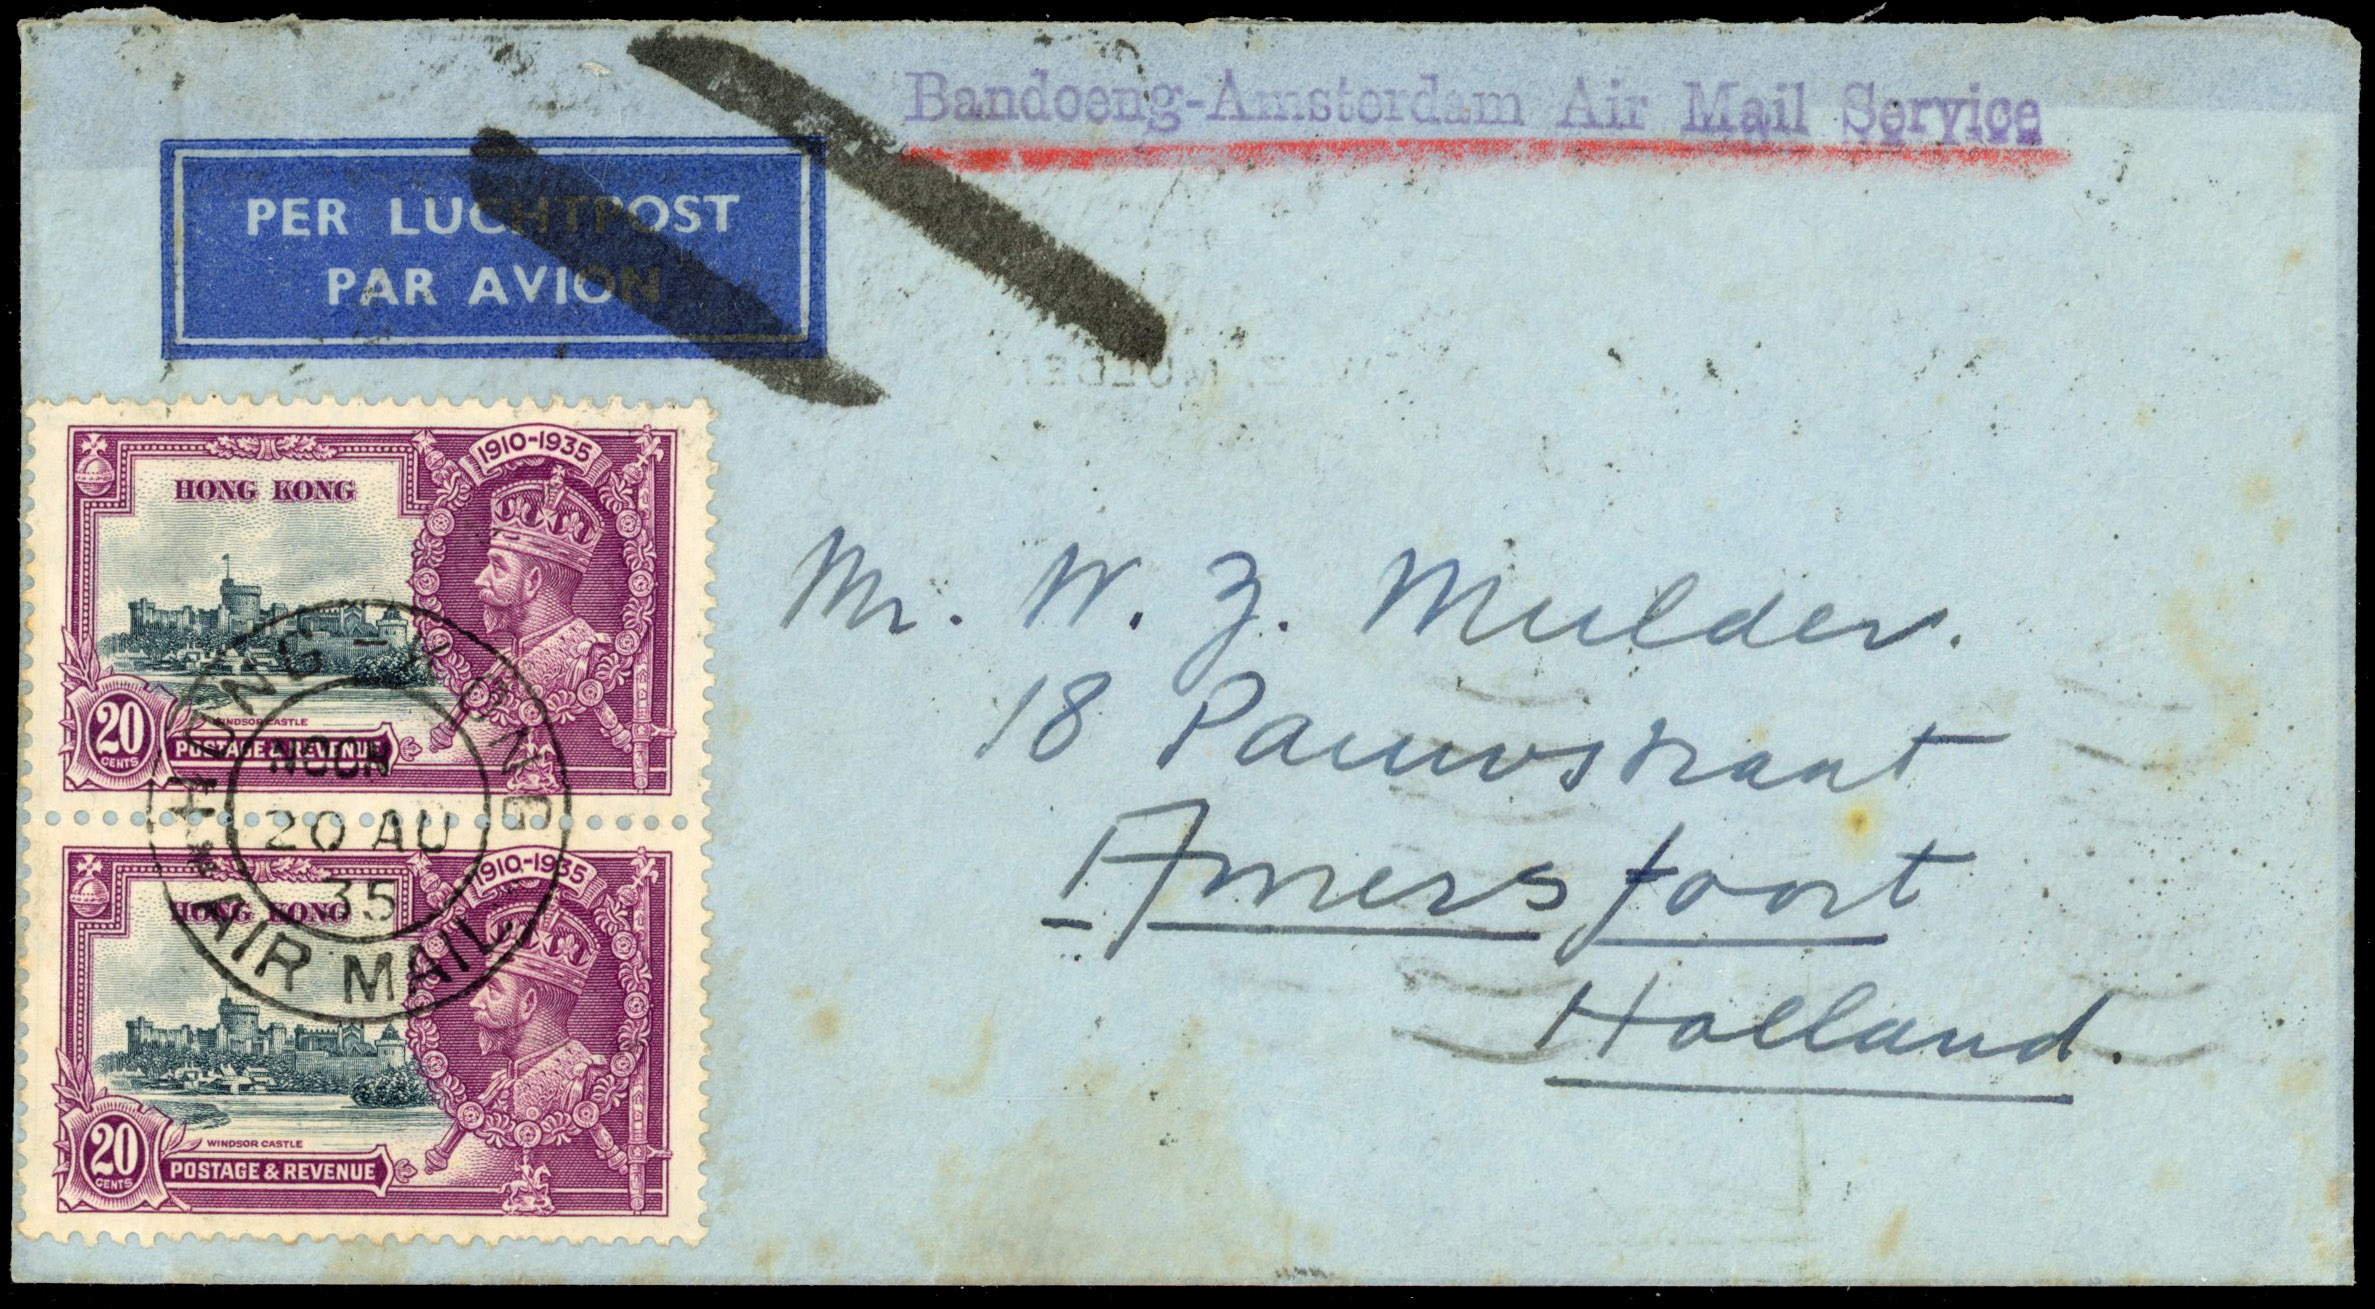 Bandoeng-Amsterdam Air Mail Service
PER LUCHTPOST
PAR AVION
1910-1935
HONG KONG
WINDSOR CASTLE
20
CENTS
POSTAGE & REVENUE
HONG-KONG
NOON
20 AU
35
AIR MAIL
1910-1935
HONG KONG
WINDSOR CASTLE
20
CENTS
POSTAGE & REVENUE
Mr. W. Z. Mulder.
18 Pauwstraat
Amersfoort
Holland.